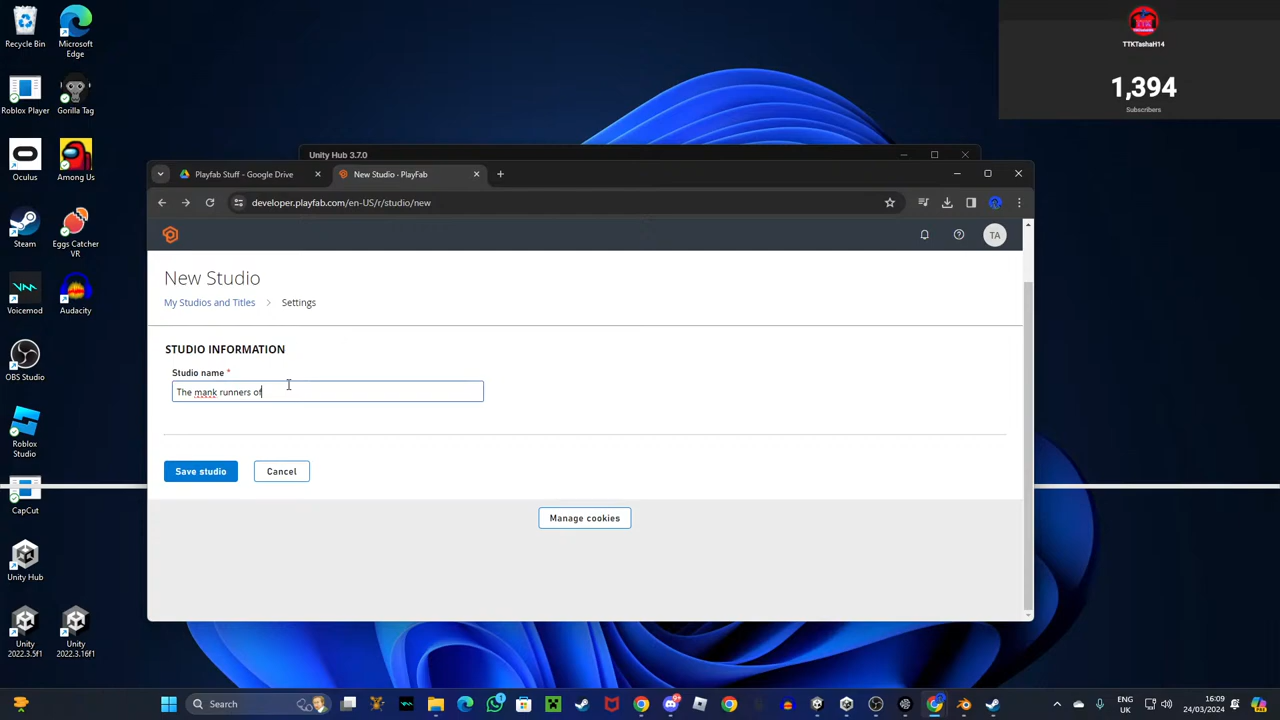 Recycle Bin
Microsoft Edge
TTK
TTKTashaH14
1,394
Subscribers
Roblox Player
Gorilla Tag
Oculus
Among Us
Steam
Eggs Catcher VR
Voicemod
Audacity
OBS Studio
Roblox Studio
CapCut
Unity Hub
Unity 2022.3.5f1
Unity 2022.3.16f1
Unity Hub 3.7.0
Playfab Stuff - Google Drive
New Studio - PlayFab
developer.playfab.com/en-US/r/studio/new
TA
New Studio
My Studios and Titles > Settings
STUDIO INFORMATION
Studio name *
The mank runners of
Save studio
Cancel
Manage cookies
Search
1
9+
ENG
UK
16:09
24/03/2024